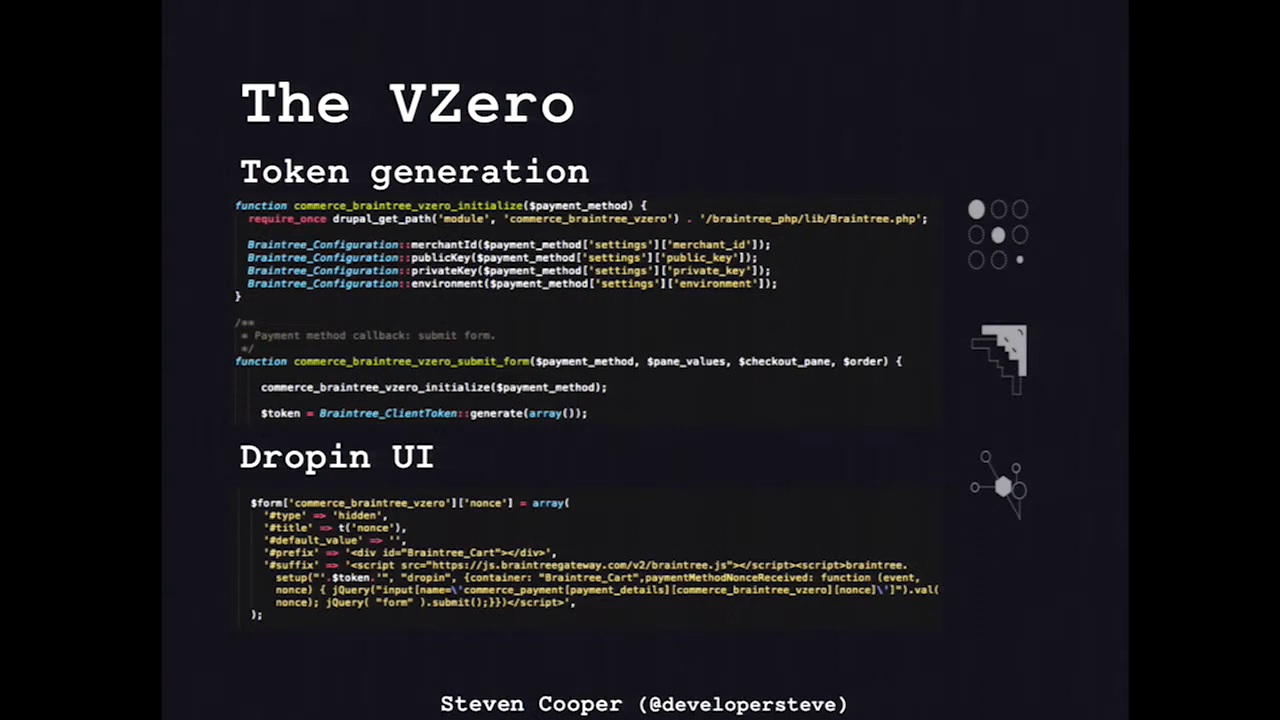 The VZero
Token generation
function commerce_braintree_vzero_initialize($payment_method) {
require_once drupal_get_path('module', 'commerce_braintree_vzero') . '/braintree_php/lib/Braintree.php';
Braintree_Configuration::merchantId($payment_method['settings']['merchant_id']);
Braintree_Configuration::publicKey($payment_method['settings']['public_key']);
Braintree_Configuration::privateKey($payment_method['settings']['private_key']);
Braintree_Configuration::environment($payment_method['settings']['environment']);
}
/**
* Payment method callback: submit form.
*/
function commerce_braintree_vzero_submit_form($payment_method, $pane_values, $checkout_pane, $order) {
commerce_braintree_vzero_initialize($payment_method);
$token = Braintree_ClientToken::generate(array());
Dropin UI
$form['commerce_braintree_vzero']['nonce'] = array(
'#type' => 'hidden',
'#title' => t('nonce'),
'#default_value' => '',
'#prefix' => '<div id="Braintree_Cart"></div>',
'#suffix' => '<script src="https://js.braintreegateway.com/v2/braintree.js"></script><script>braintree.
setup("'.$token.'", "dropin", {container: "Braintree_Cart",paymentMethodNonceReceived: function (event,
nonce) { jQuery("input[name=\'commerce_payment[payment_details][commerce_braintree_vzero][nonce]\']").val(
nonce); jQuery( "form" ).submit();}})</script>',
);
Steven Cooper (@developersteve)